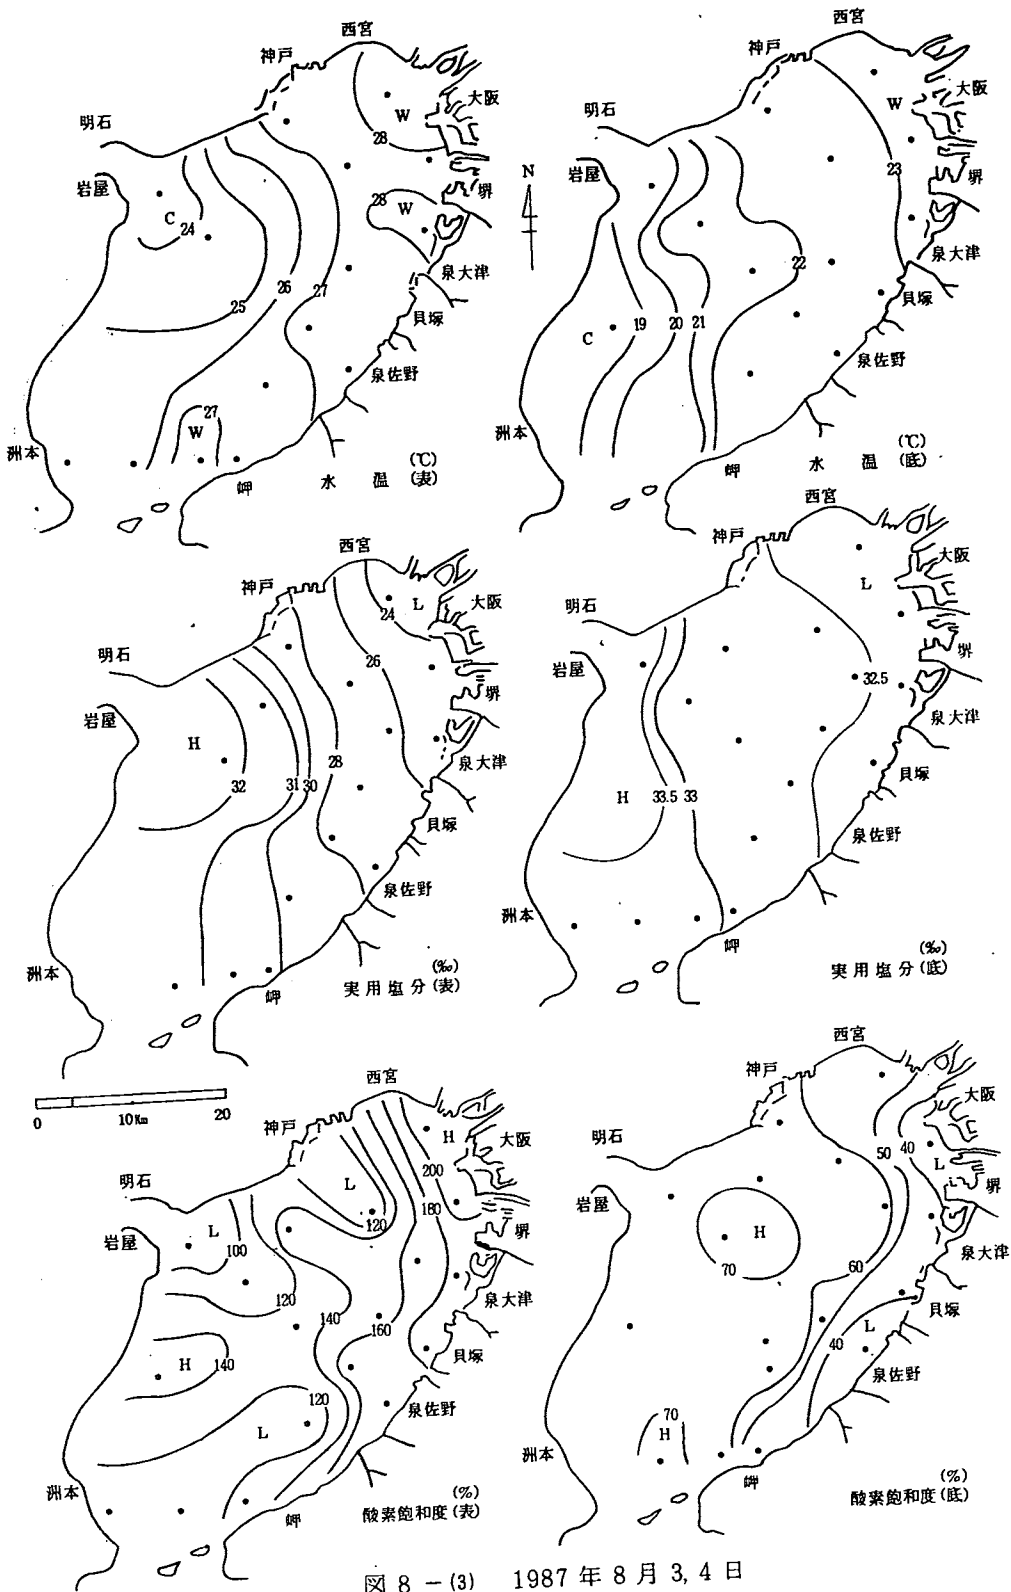 西宮
神戸
大阪
明石
W
28
堺
岩屋
28
W
C
24
泉大津
26
27
25
貝塚
泉佐野
27
W
洲本
岬
水温 (℃) (表)
N
西宮
神戸
大阪
W
明石
23
堺
岩屋
泉大津
22
貝塚
19
20
21
C
泉佐野
洲本
岬
水温 (℃) (底)
西宮
神戸
L
24
大阪
26
明石
堺
岩屋
H
28
泉大津
32
31
30
貝塚
泉佐野
洲本
岬
実用塩分 (‰) (表)
西宮
神戸
大阪
L
明石
堺
岩屋
32.5
泉大津
貝塚
H
33.5
33
泉佐野
洲本
岬
実用塩分 (‰) (底)
0
10Km
20
西宮
神戸
H
大阪
200
明石
L
180
120
堺
岩屋
L
100
泉大津
120
140
160
貝塚
H
140
120
泉佐野
L
洲本
岬
酸素飽和度 (%) (表)
西宮
神戸
大阪
明石
50
40
L
堺
岩屋
H
泉大津
70
60
貝塚
L
40
泉佐野
70
H
洲本
岬
酸素飽和度 (%) (底)
図 8 −(3) 1987 年 8 月 3, 4 日